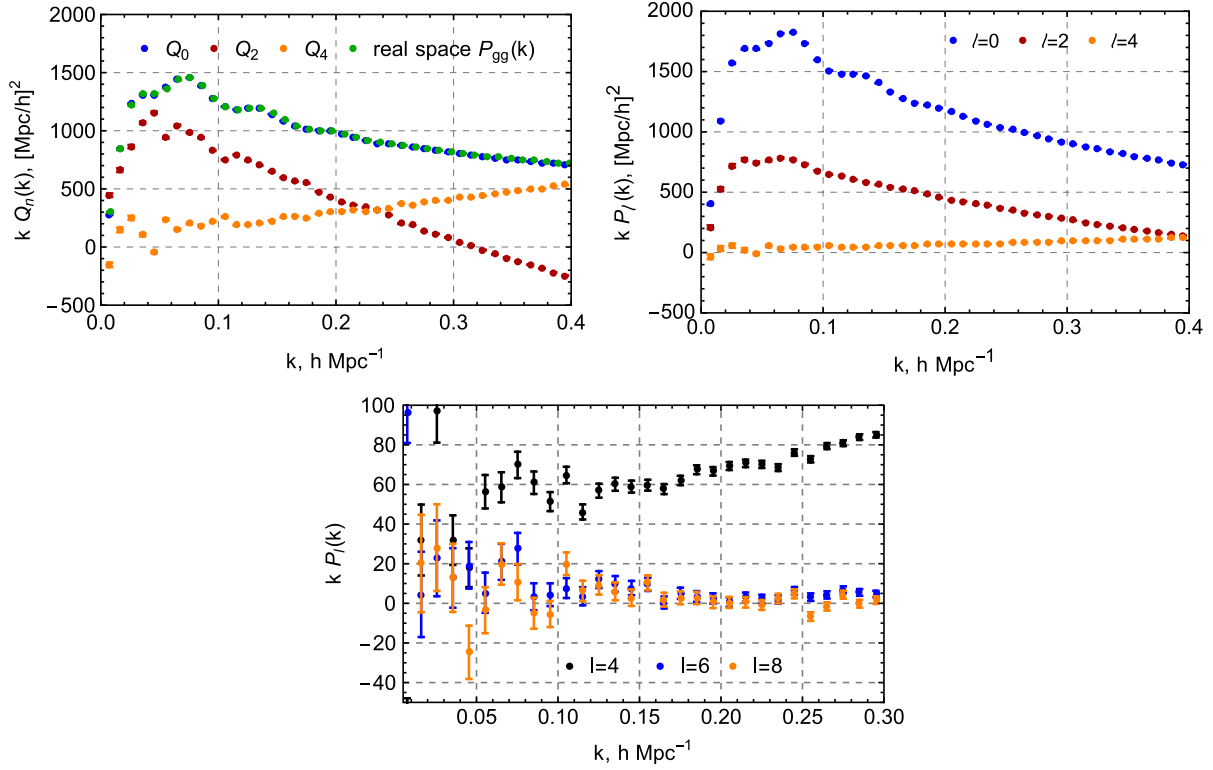 2000
1500
1000
500
0
−500
0.0 0.1 0.2 0.3 0.4
k Qn(k), [Mpc/h]²
k, h Mpc⁻¹
Q0 Q2 Q4 real space Pgg(k)
2000
1500
1000
500
0
−500
0.0 0.1 0.2 0.3 0.4
k Pl(k), [Mpc/h]²
k, h Mpc⁻¹
l=0 l=2 l=4
100
80
60
40
20
0
−20
−40
0.05 0.10 0.15 0.20 0.25 0.30
k Pl(k)
k, h Mpc⁻¹
l=4 l=6 l=8